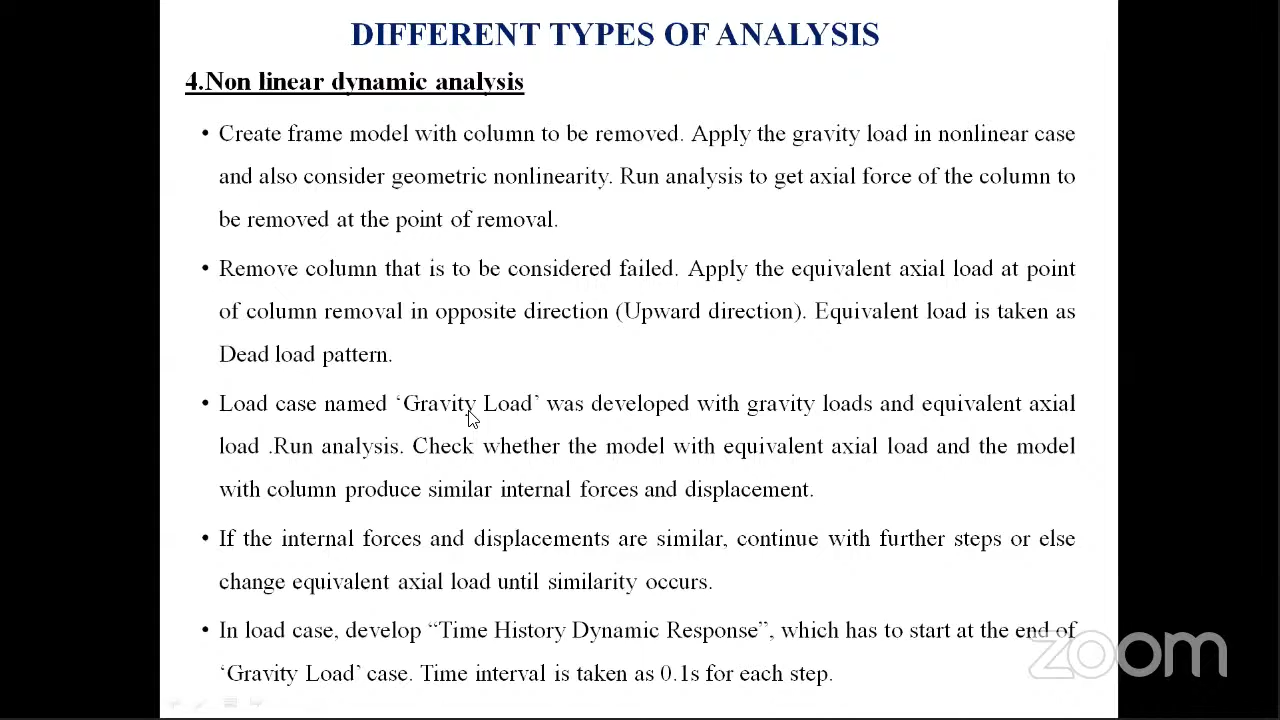 DIFFERENT TYPES OF ANALYSIS
4.Non linear dynamic analysis
• Create frame model with column to be removed. Apply the gravity load in nonlinear case
and also consider geometric nonlinearity. Run analysis to get axial force of the column to
be removed at the point of removal.
• Remove column that is to be considered failed. Apply the equivalent axial load at point
of column removal in opposite direction (Upward direction). Equivalent load is taken as
Dead load pattern.
• Load case named ‘Gravity Load’ was developed with gravity loads and equivalent axial
load .Run analysis. Check whether the model with equivalent axial load and the model
with column produce similar internal forces and displacement.
• If the internal forces and displacements are similar, continue with further steps or else
change equivalent axial load until similarity occurs.
• In load case, develop “Time History Dynamic Response”, which has to start at the end of
‘Gravity Load’ case. Time interval is taken as 0.1s for each step.
zoom